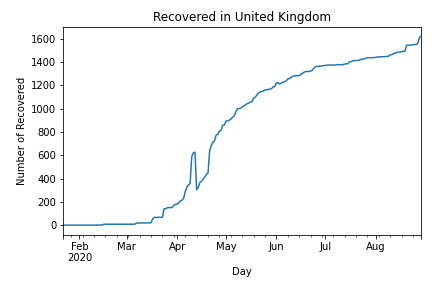 Recovered in United Kingdom
Number of Recovered
1600
1400
1200
1000
800
600
400
200
0
Feb Mar Apr May Jun Jul Aug
2020
Day